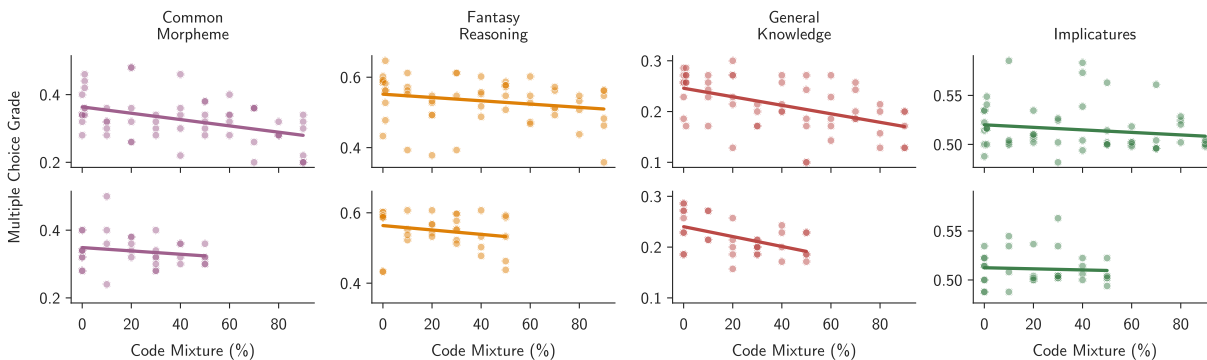 Common
Morpheme
Fantasy
Reasoning
General
Knowledge
Implicatures
Multiple Choice Grade
0.4
0.2
0.6
0.4
0.3
0.2
0.1
0.55
0.50
0.4
0.2
0.6
0.4
0.3
0.2
0.1
0.55
0.50
0 20 40 60 80
0 20 40 60 80
0 20 40 60 80
0 20 40 60 80
Code Mixture (%)
Code Mixture (%)
Code Mixture (%)
Code Mixture (%)